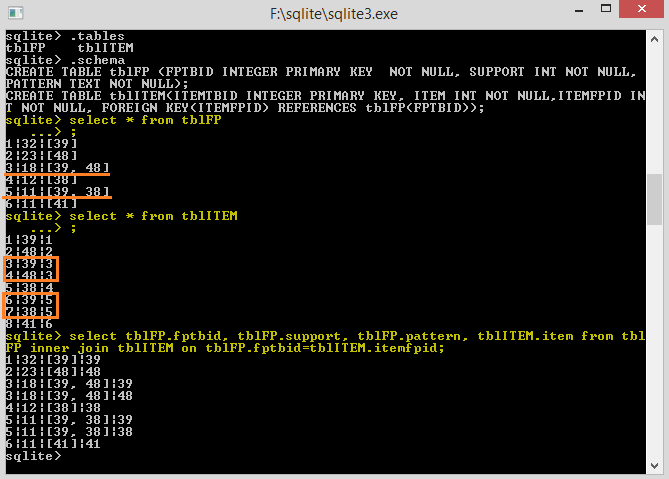 F:\sqlite\sqlite3.exe
sqlite> .tables
tblFP    tblITEM
sqlite> .schema
CREATE TABLE tblFP (FPTBID INTEGER PRIMARY KEY  NOT NULL, SUPPORT INT NOT NULL,
PATTERN TEXT NOT NULL);
CREATE TABLE tblITEM(ITEMTBID INTEGER PRIMARY KEY, ITEM INT NOT NULL,ITEMFPID IN
T NOT NULL, FOREIGN KEY(ITEMFPID) REFERENCES tblFP(FPTBID));
sqlite> select * from tblFP
   ...> ;
1|32|[39]
2|23|[48]
3|18|[39, 48]
4|12|[38]
5|11|[39, 38]
6|11|[41]
sqlite> select * from tblITEM
   ...> ;
1|39|1
2|48|2
3|39|3
4|48|3
5|38|4
6|39|5
7|38|5
8|41|6
sqlite> select tblFP.fptbid, tblFP.support, tblFP.pattern, tblITEM.item from tbl
FP inner join tblITEM on tblFP.fptbid=tblITEM.itemfpid;
1|32|[39]|39
2|23|[48]|48
3|18|[39, 48]|39
3|18|[39, 48]|48
4|12|[38]|38
5|11|[39, 38]|39
5|11|[39, 38]|38
6|11|[41]|41
sqlite>